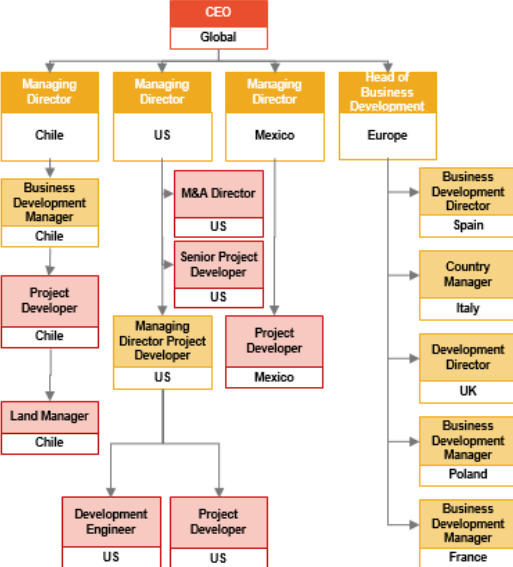 CEO
Global
Managing
Director
Chile
Managing
Director
US
Managing
Director
Mexico
Head of
Business
Development
Europe
Business
Development
Manager
Chile
Project
Developer
Chile
Land Manager
Chile
M&A Director
US
Senior Project
Developer
US
Managing
Director Project
Developer
US
Development
Engineer
US
Project
Developer
US
Project
Developer
Mexico
Business
Development
Director
Spain
Country
Manager
Italy
Development
Director
UK
Business
Development
Manager
Poland
Business
Development
Manager
France